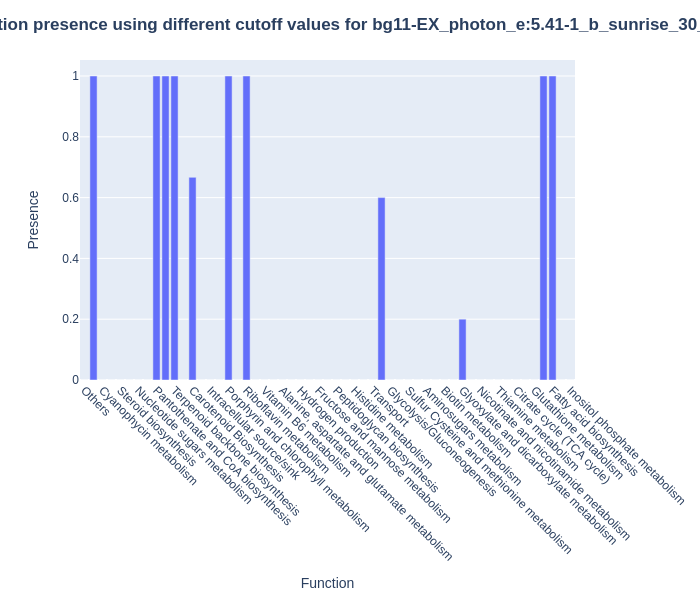 tion presence using different cutoff values for bg11-EX_photon_e:5.41-1_b_sunrise_30_
1
0.8
0.6
0.4
0.2
0
Presence
Others
Cyanophycin metabolism
Steroid biosynthesis
Nucleotide sugars metabolism
Pantothenate and CoA biosynthesis
Terpenoid backbone biosynthesis
Carotenoid Biosynthesis
Intracellular source/sink
Porphyrin and chlorophyll metabolism
Riboflavin metabolism
Vitamin B6 metabolism
Alanine, aspartate and glutamate metabolism
Hydrogen production
Fructose and mannose metabolism
Peptidoglycan biosynthesis
Histidine metabolism
Transport
Glycolysis/Gluconeogenesis
Sulfur Cysteine and methionine metabolism
Aminosugars metabolism
Biotin metabolism
Glyoxylate and dicarboxylate metabolism
Nicotinate and nicotinamide metabolism
Thiamine metabolism
Citrate cycle (TCA cycle)
Glutathione metabolism
Fatty acid biosynthesis
Inositol phosphate metabolism
Function